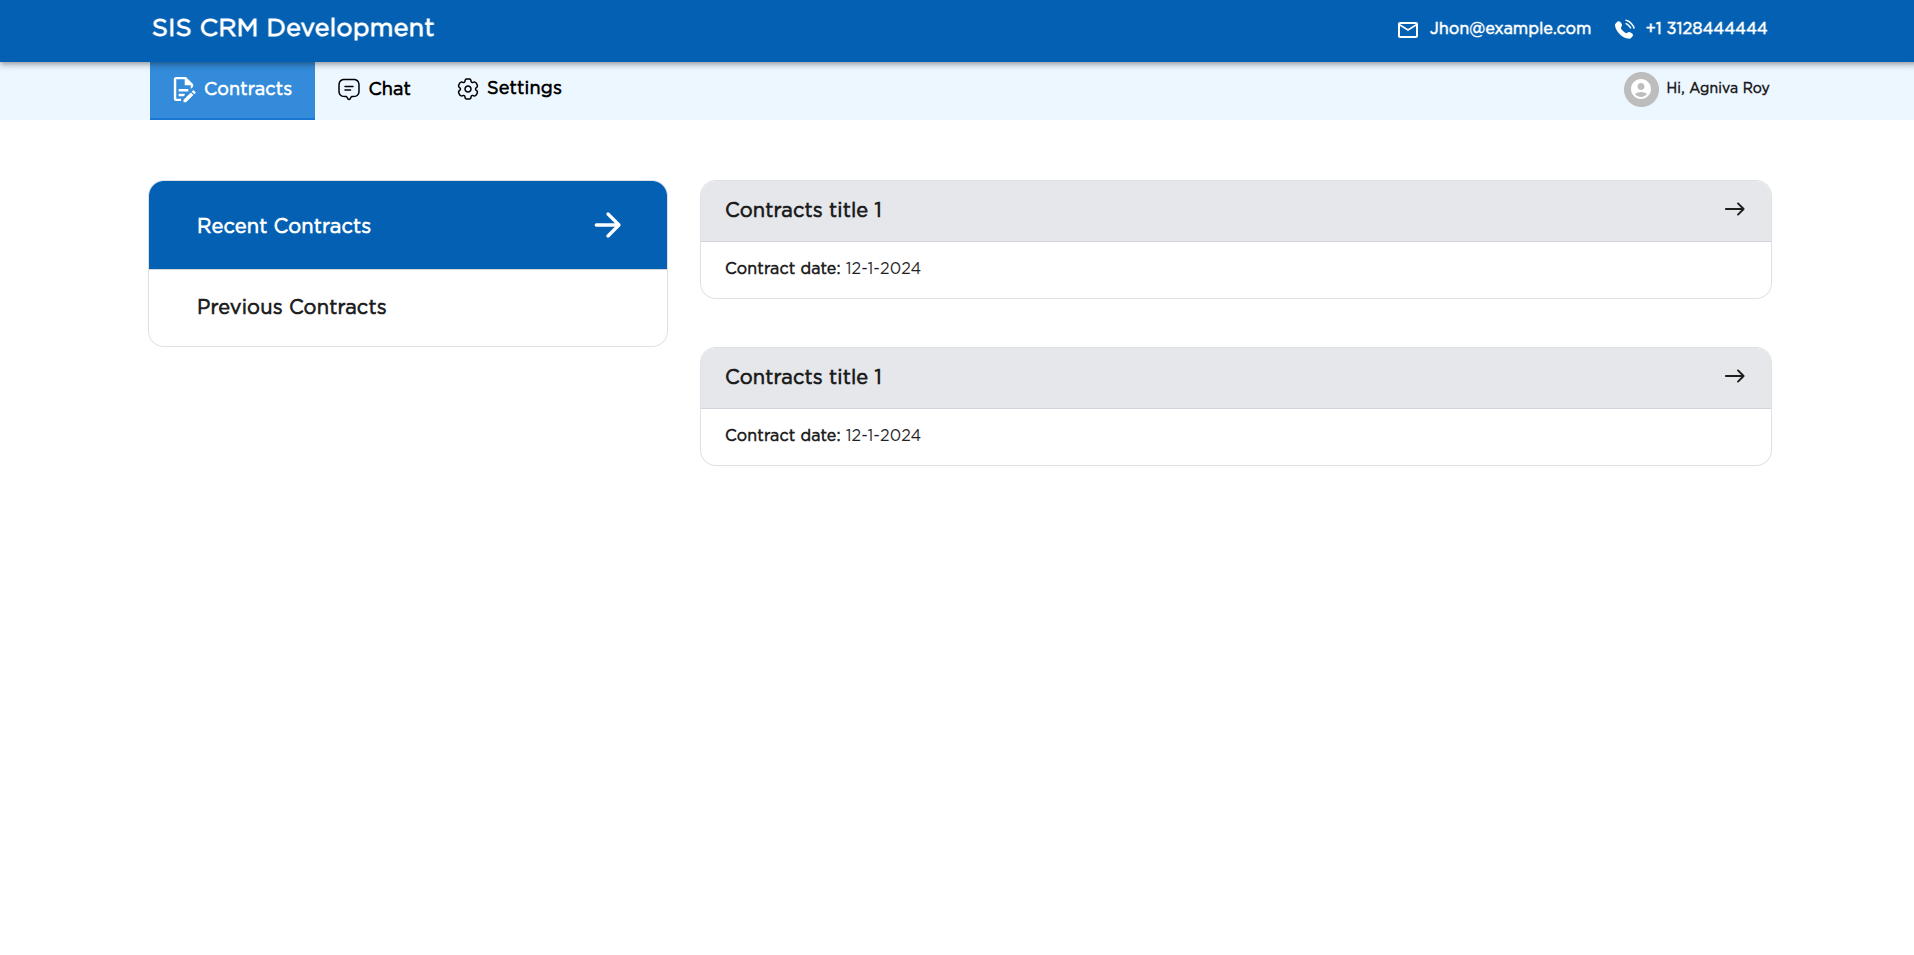 SIS CRM Development
Jhon@example.com
+1 3128444444
Contracts
Chat
Settings
Hi, Agniva Roy
Recent Contracts
Previous Contracts
Contracts title 1
Contract date: 12-1-2024
Contracts title 1
Contract date: 12-1-2024